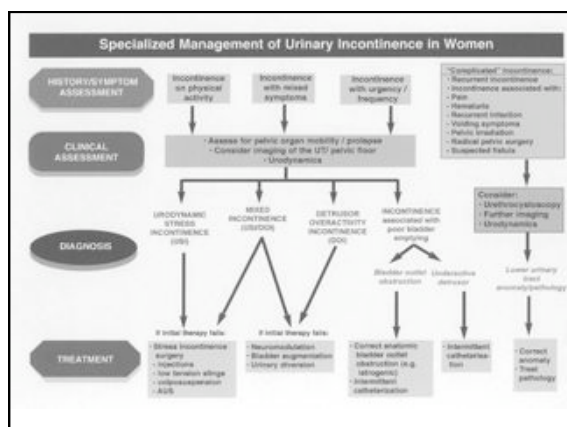 Specialized Management of Urinary Incontinence in Women
HISTORY/SYMPTOM
ASSESSMENT
Incontinence
on physical
activity
Incontinence
with mixed
symptoms
Incontinence
with urgency /
frequency
"Complicated" Incontinence:
• Recurrent incontinence
• Incontinence associated with:
• Pain
• Hematuria
• Recurrent infection
• Voiding symptoms
• Pelvic irradiation
• Radical pelvic surgery
• Suspected fistula
CLINICAL
ASSESSMENT
• Assess for pelvic organ mobility / prolapse
• Consider imaging of the UT/ pelvic floor
• Urodynamics
Consider:
• Urethrocystoscopy
• Further imaging
• Urodynamics
DIAGNOSIS
URODYNAMIC
STRESS
INCONTINENCE
(USI)
MIXED
INCONTINENCE
(USI/DOI)
DETRUSOR
OVERACTIVITY
INCONTINENCE
(DOI)
INCONTINENCE
associated with
poor bladder
emptying
Bladder outlet
obstruction
Underactive
detrusor
Lower urinary
tract
anomaly/pathology
TREATMENT
If initial therapy fails:
• Stress incontinence
surgery
- injections
- low tension slings
- colposuspension
- AUS
If initial therapy fails:
• Neuromodulation
• Bladder augmentation
• Urinary diversion
• Correct anatomic
bladder outlet
obstruction (e.g.
iatrogenic)
• Intermittent
catheterization
• Intermittent
catheterisa-
tion
• Correct
anomaly
• Treat
pathology